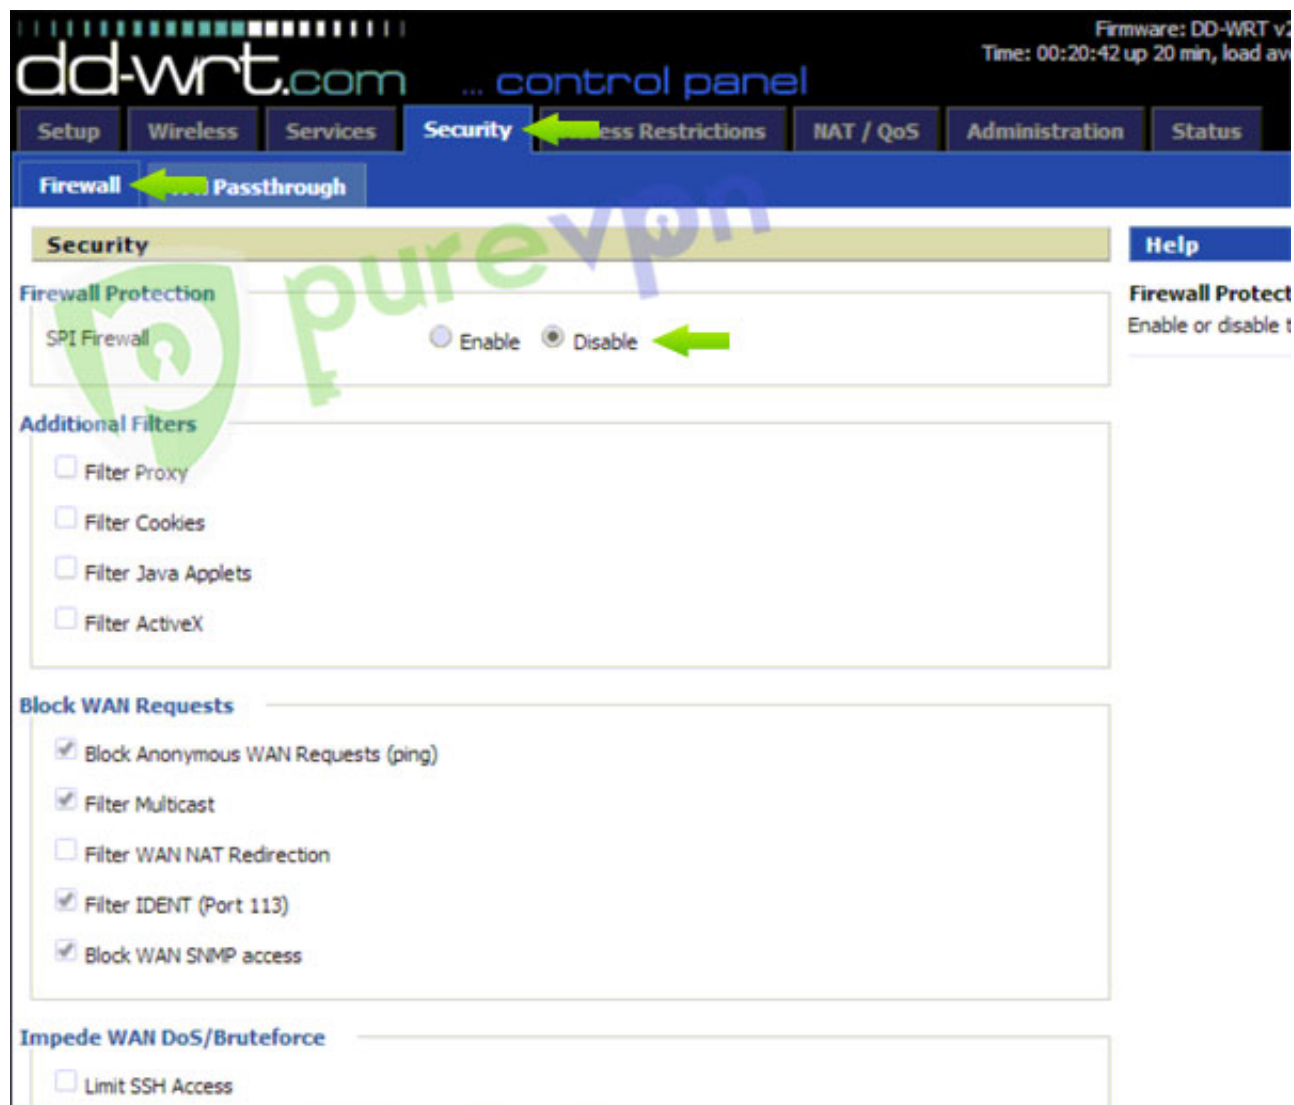 dd-wrt.com ... control panel
Firmware: DD-WRT v2
Time: 00:20:42 up 20 min, load ave
Setup Wireless Services Security Restrictions NAT / QoS Administration Status
Firewall Passthrough
purevpn
Security
Help
Firewall Protection
SPI Firewall Enable Disable
Firewall Protect
Enable or disable t
Additional Filters
Filter Proxy
Filter Cookies
Filter Java Applets
Filter ActiveX
Block WAN Requests
Block Anonymous WAN Requests (ping)
Filter Multicast
Filter WAN NAT Redirection
Filter IDENT (Port 113)
Block WAN SNMP access
Impede WAN DoS/Bruteforce
Limit SSH Access